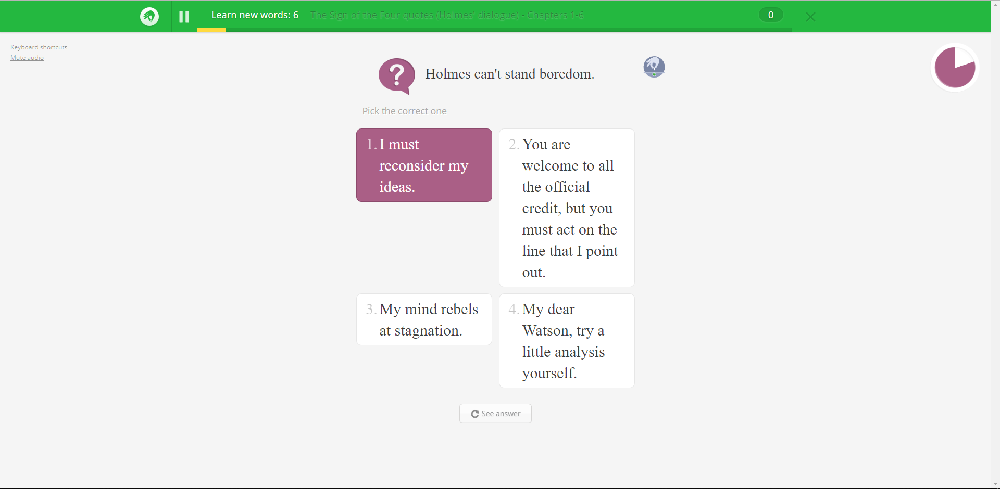 Learn new words: 6 The Sign of the Four quotes (Holmes' dialogue) - Chapters 1-6 0
Keyboard shortcuts
Mute audio
? Holmes can't stand boredom.
Pick the correct one
1. I must
reconsider my
ideas.
2. You are
welcome to all
the official
credit, but you
must act on the
line that I point
out.
3. My mind rebels
at stagnation.
4. My dear
Watson, try a
little analysis
yourself.
See answer